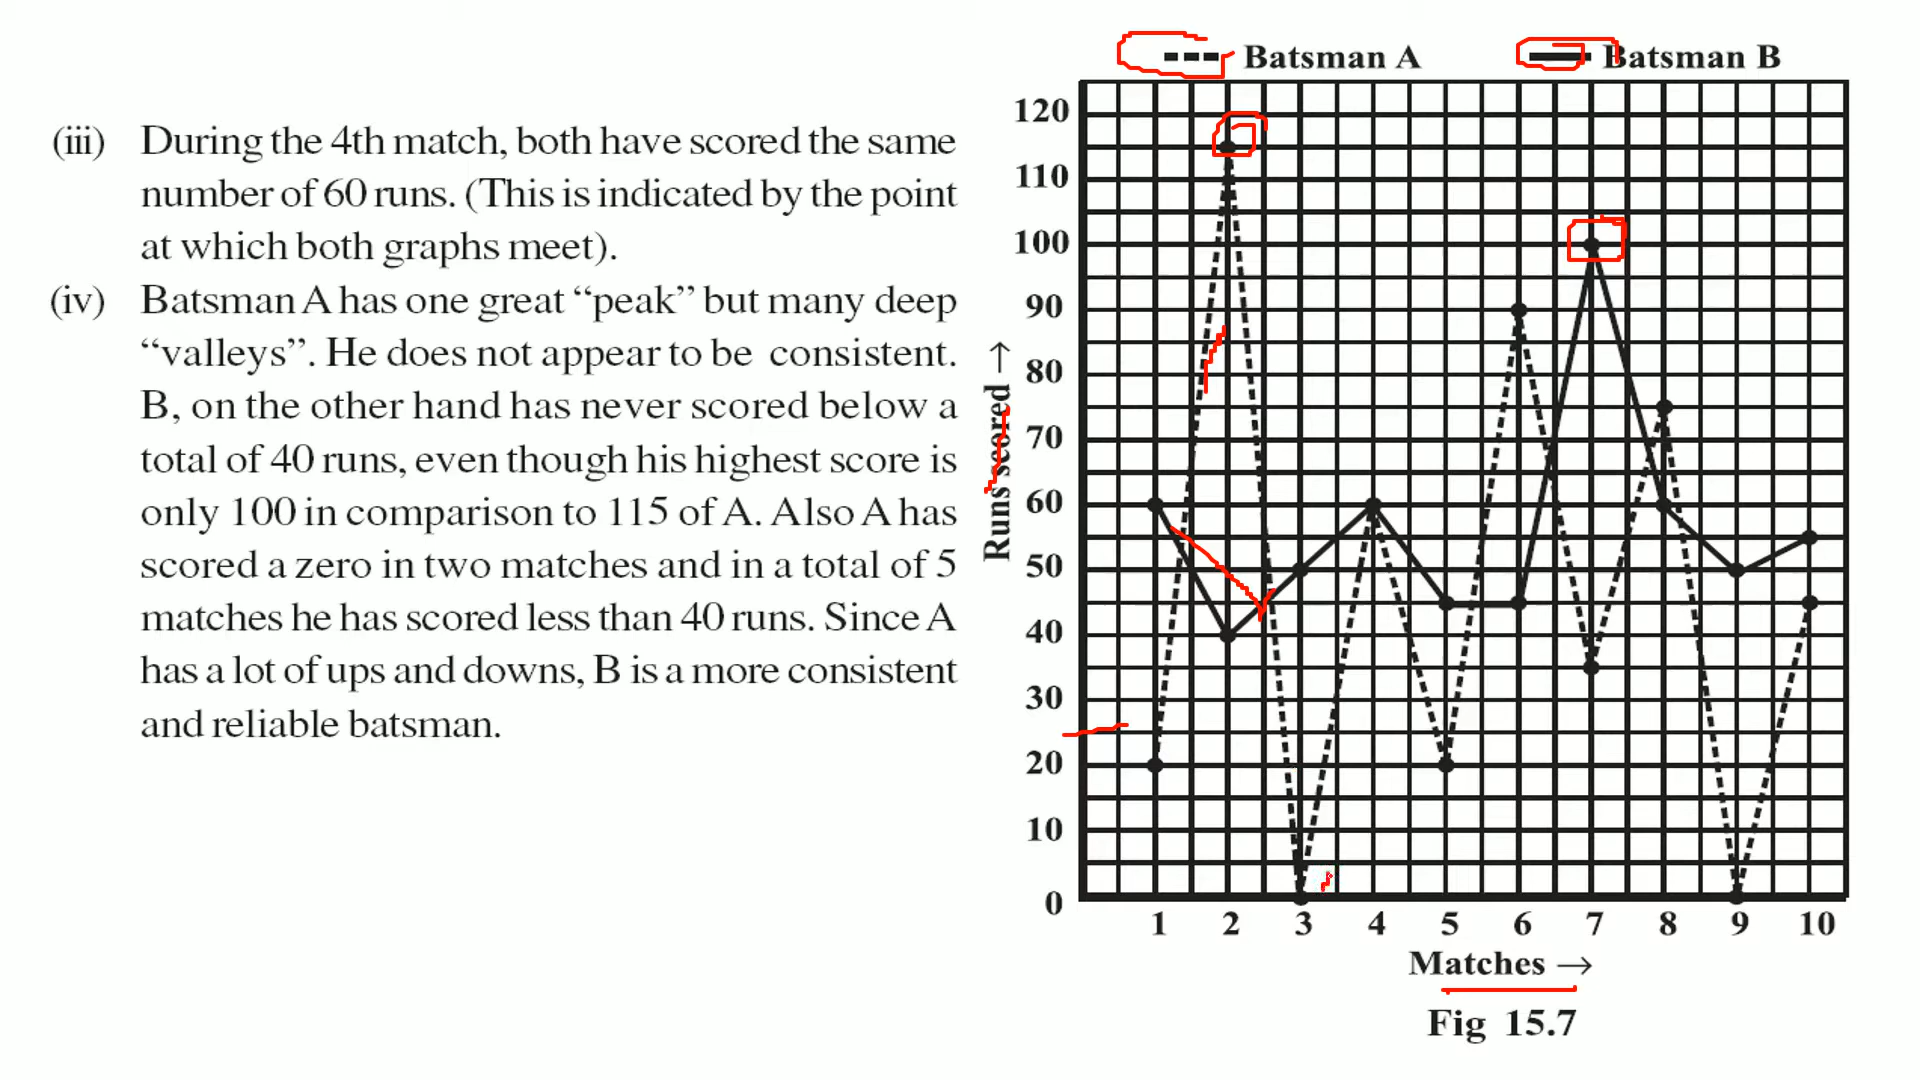 (iii) During the 4th match, both have scored the same
number of 60 runs. (This is indicated by the point
at which both graphs meet).
(iv) Batsman A has one great “peak” but many deep
“valleys”. He does not appear to be consistent.
B, on the other hand has never scored below a
total of 40 runs, even though his highest score is
only 100 in comparison to 115 of A. Also A has
scored a zero in two matches and in a total of 5
matches he has scored less than 40 runs. Since A
has a lot of ups and downs, B is a more consistent
and reliable batsman.
Batsman A Batsman B
120
110
100
90
80
70
60
50
40
30
20
10
0
Runs scored →
1 2 3 4 5 6 7 8 9 10
Matches →
Fig 15.7